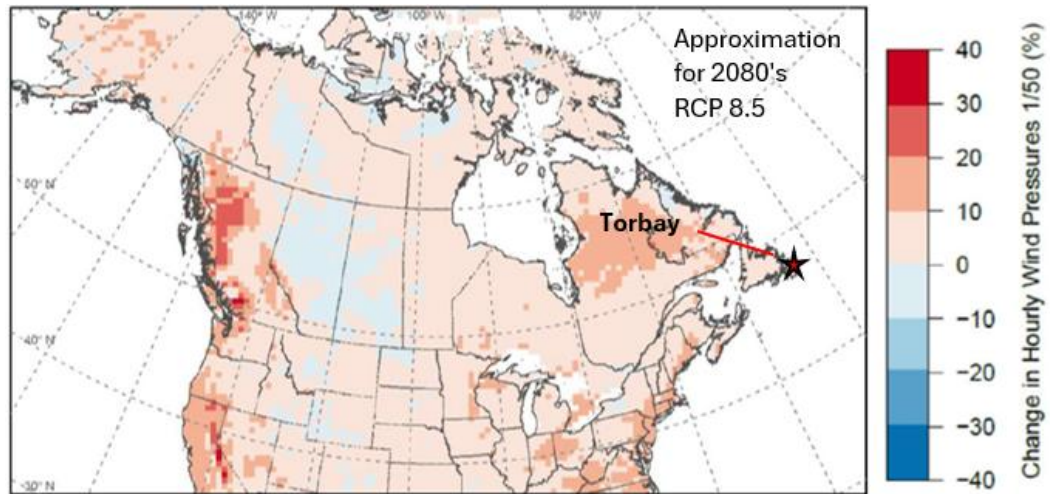 140° W
100° W
60° W
Approximation
for 2080's
RCP 8.5
50° N
Torbay
40° N
30° N
40
30
20
10
0
−10
−20
−30
−40
Change in Hourly Wind Pressures 1/50 (%)